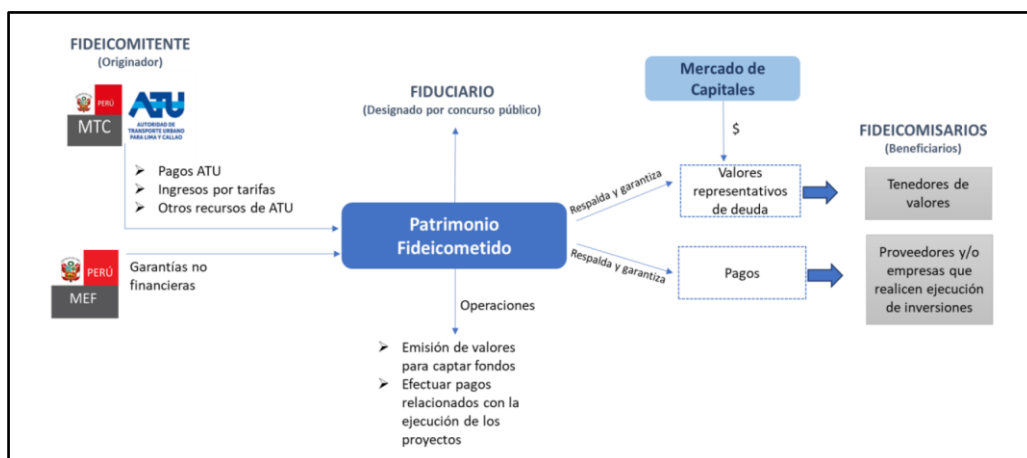 FIDEICOMITENTE
(Originador)
PERÚ
MTC
ATU
AUTORIDAD DE
TRANSPORTE URBANO
PARA LIMA Y CALLAO
➢ Pagos ATU
➢ Ingresos por tarifas
➢ Otros recursos de ATU
PERÚ
MEF
Garantías no
financieras
FIDUCIARIO
(Designado por concurso público)
Patrimonio
Fideicometido
Operaciones
➢ Emisión de valores
para captar fondos
➢ Efectuar pagos
relacionados con la
ejecución de los
proyectos
Mercado de
Capitales
$
Respalda y garantiza
Valores
representativos
de deuda
Respalda y garantiza
Pagos
FIDEICOMISARIOS
(Beneficiarios)
Tenedores de
valores
Proveedores y/o
empresas que
realicen ejecución
de inversiones